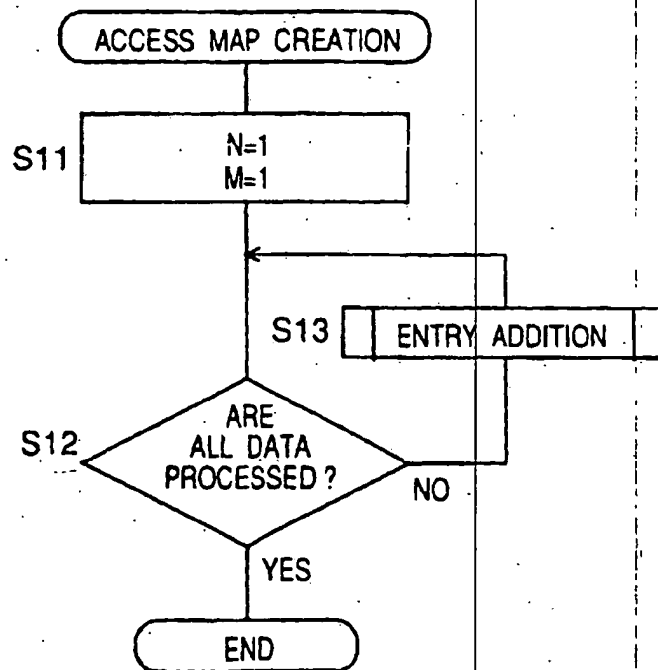 ACCESS MAP CREATION
S11
N=1
M=1
S13
ENTRY ADDITION
S12
ARE
ALL DATA
PROCESSED?
NO
YES
END